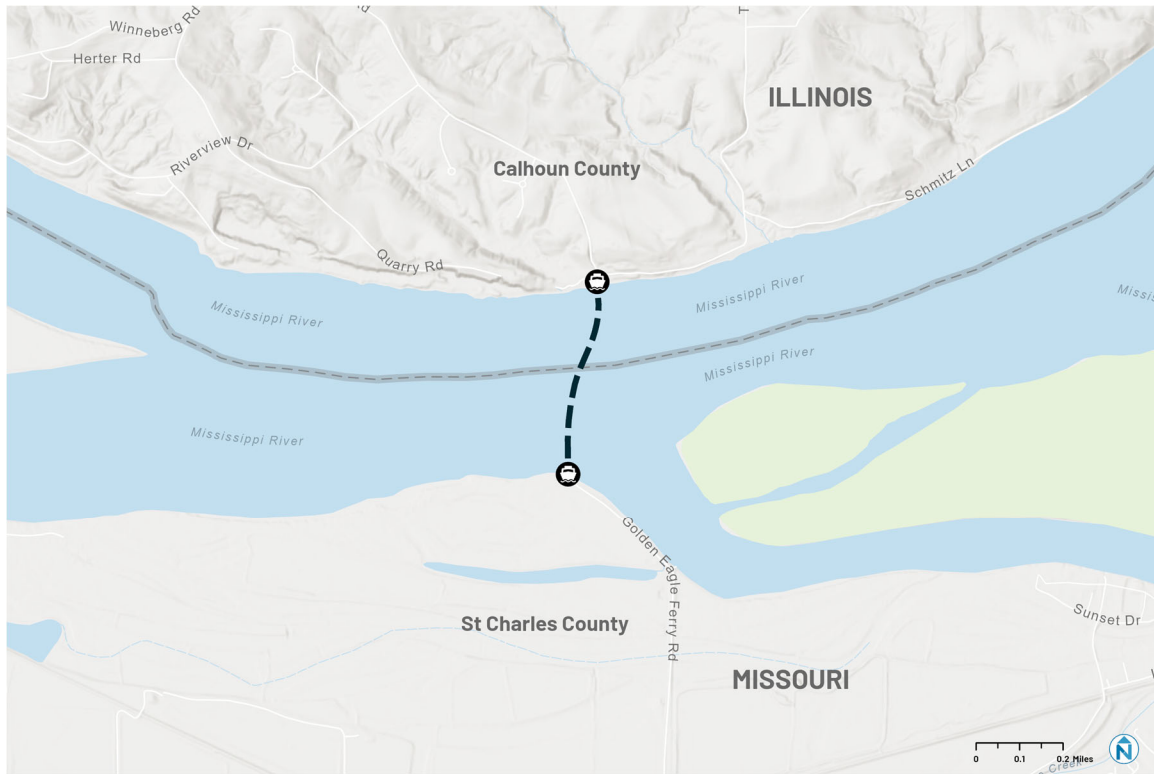 Winneberg Rd
Herter Rd
ILLINOIS
Riverview Dr
Calhoun County
Schmitz Ln
Quarry Rd
Mississippi River
Mississippi River
Mississippi River
Mississippi River
Golden Eagle Ferry Rd
St Charles County
Sunset Dr
MISSOURI
0 0.1 0.2 Miles
N
Creek